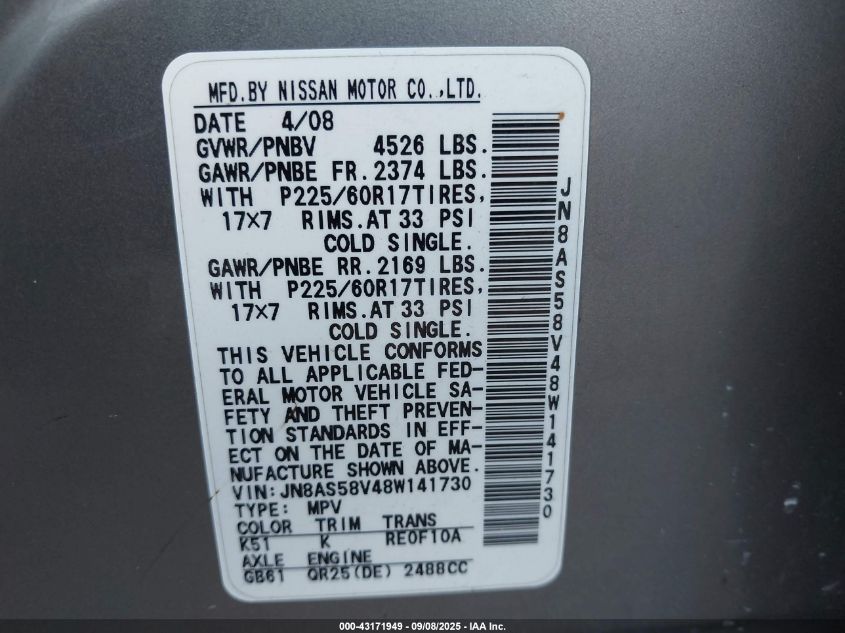 MFD.BY NISSAN MOTOR CO.,LTD.
DATE 4/08
GVWR/PNBV 4526 LBS.
GAWR/PNBE FR.2374 LBS.
WITH P225/60R17TIRES,
17×7 RIMS.AT 33 PSI
COLD SINGLE.
GAWR/PNBE RR.2169 LBS.
WITH P225/60R17TIRES,
17×7 RIMS.AT 33 PSI
COLD SINGLE.
THIS VEHICLE CONFORMS
TO ALL APPLICABLE FED-
ERAL MOTOR VEHICLE SA-
FETY AND THEFT PREVEN-
TION STANDARDS IN EFF-
ECT ON THE DATE OF MA-
NUFACTURE SHOWN ABOVE.
VIN:JN8AS58V48W141730
TYPE: MPV
COLOR TRIM TRANS
K51 K RE0F10A
AXLE ENGINE
GB61 QR25(DE) 2488CC
JN8AS58V48W141730
000-43171949 - 09/08/2025 - IAA Inc.